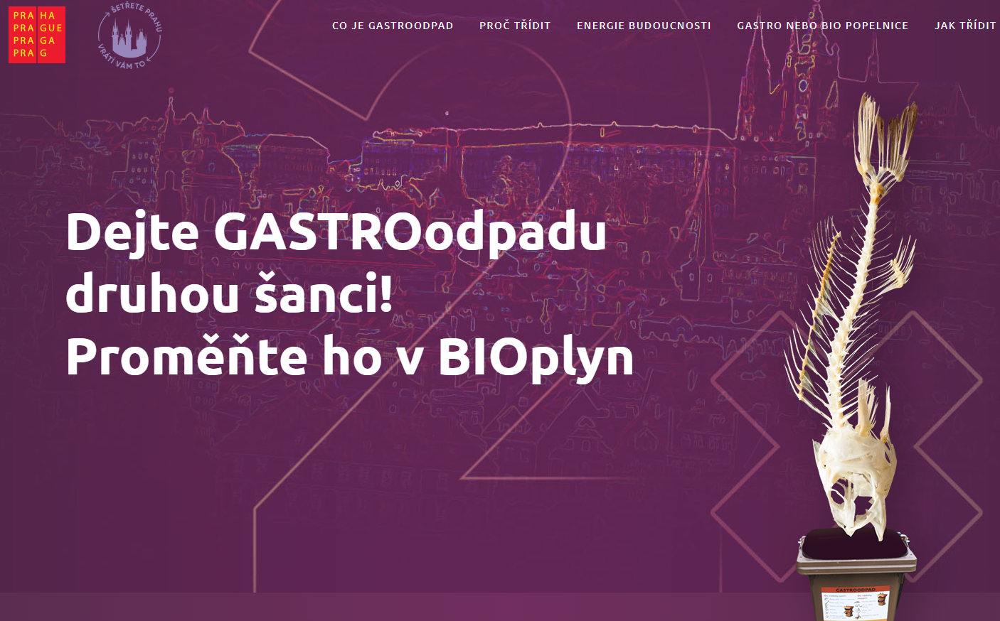 PRA HA
PRA GUE
PRA GA
PRA G
ŠETŘETE PRAHU
VRÁTÍ VÁM TO
CO JE GASTROODPAD
PROČ TŘÍDIT
ENERGIE BUDOUCNOSTI
GASTRO NEBO BIO POPELNICE
JAK TŘÍDIT
Dejte GASTROodpadu
druhou šanci!
Proměňte ho v BIOplyn
GASTROODPAD